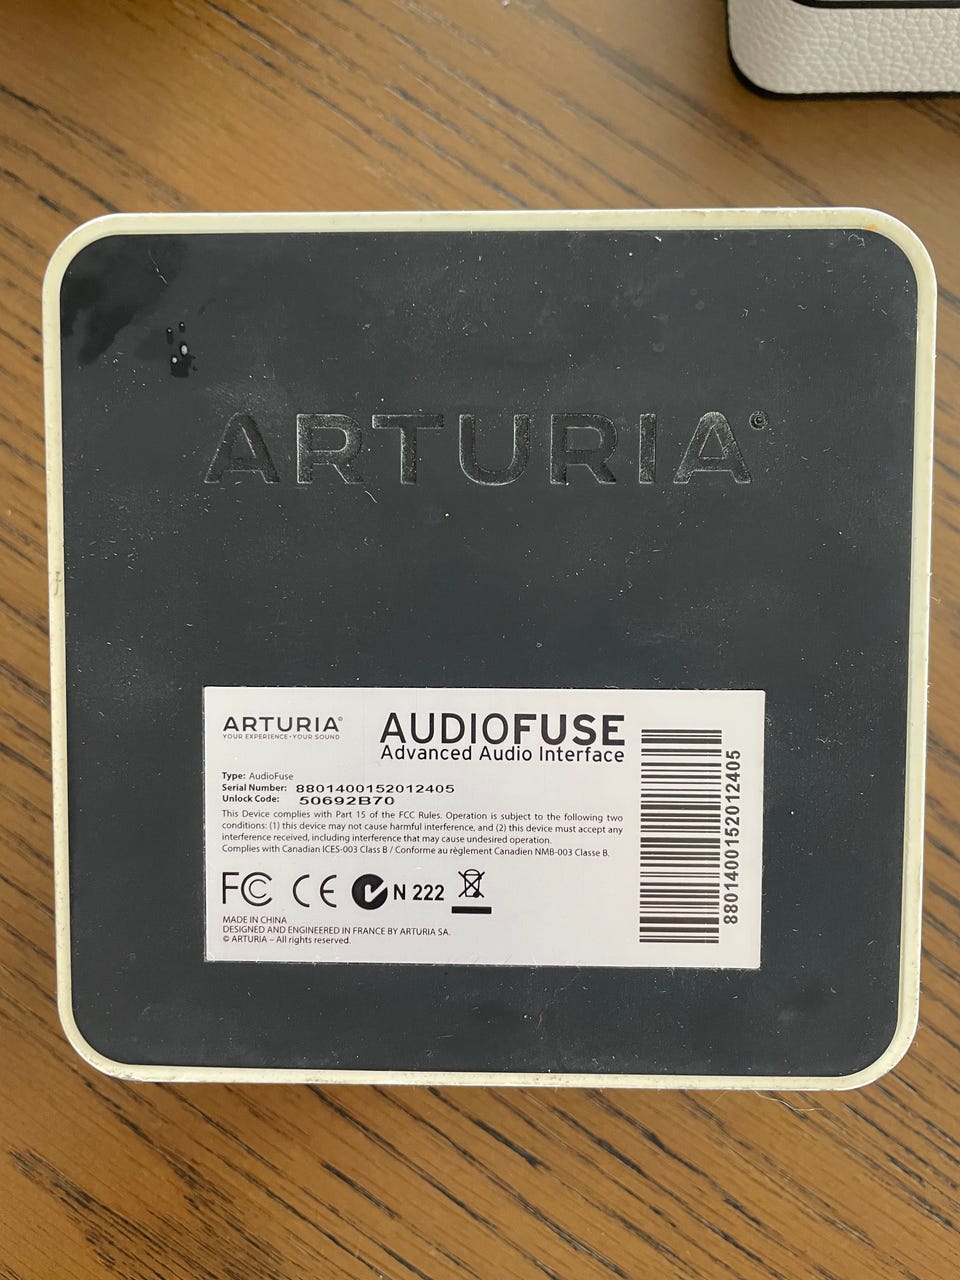 ARTURIA©
ARTURIA®
YOUR EXPERIENCE • YOUR SOUND
AUDIOFUSE
Advanced Audio Interface
Type: AudioFuse
Serial Number: 8801400152012405
Unlock Code: 50692B70
This Device complies with Part 15 of the FCC Rules. Operation is subject to the following two
conditions: (1) this device may not cause harmful interference, and (2) this device must accept any
interference received, including interference that may cause undesired operation.
Complies with Canadian ICES-003 Class B / Conforme au règlement Canadien NMB-003 Classe B.
FCC CE N 222
MADE IN CHINA
DESIGNED AND ENGINEERED IN FRANCE BY ARTURIA SA.
© ARTURIA – All rights reserved.
8801400152012405